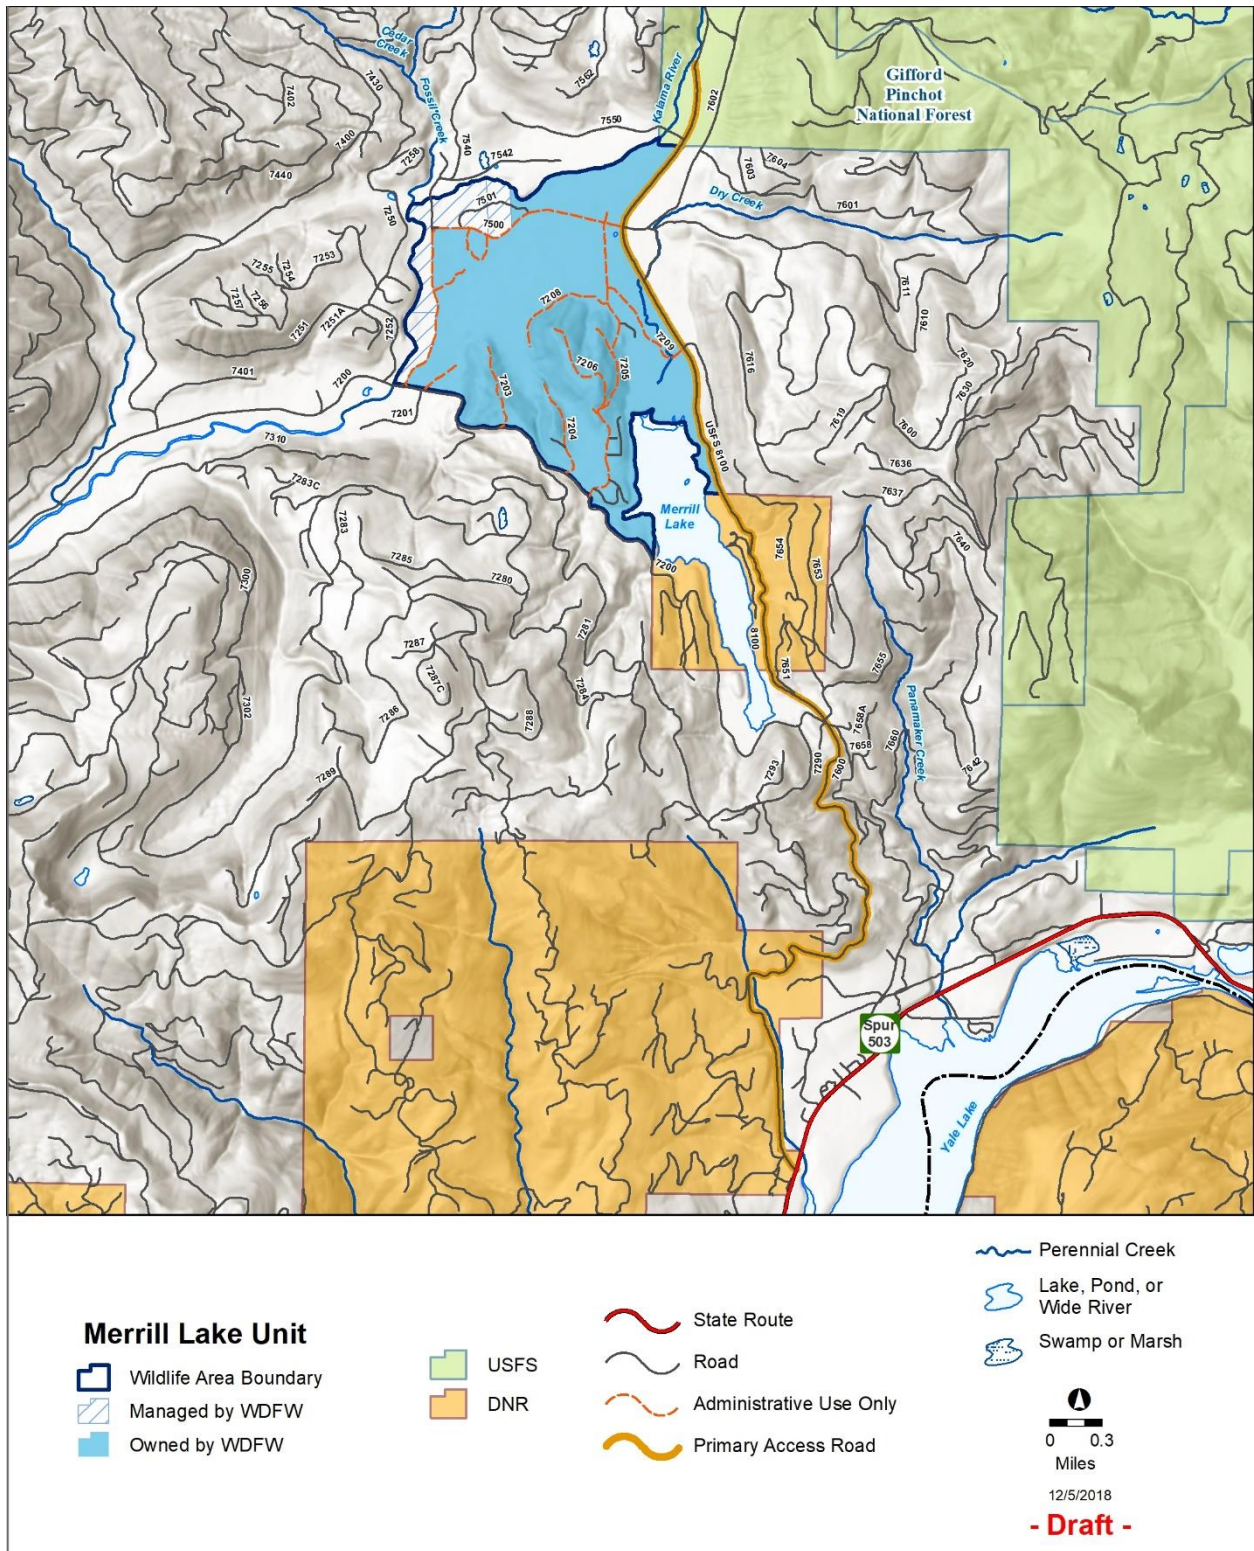 Cedar
Creek
Fossil Creek
Kalama River
Gifford
Pinchot
National Forest
7430
7402
7400
7440
7258
7540
7542
7562
7550
7602
7603
7604
7601
Dry Creek
7501
7500
7250
7253
7254
7255
7256
7257
7251
7251A
7252
7401
7200
7201
7310
7208
7209
7206
7205
7203
7204
7611
7610
7616
7620
7630
7619
7600
7636
7637
7640
USFS 8100
7283C
7283
7285
7280
7300
7302
7281
7287
7287C
7284
7286
7288
7289
Merrill
Lake
7200
7654
7653
8100
7651
7655
7658A
7658
7660
7290
7600
7293
7642
Panamaker Creek
Spur
503
Yale Lake
Merrill Lake Unit
Wildlife Area Boundary
Managed by WDFW
Owned by WDFW
USFS
DNR
State Route
Road
Administrative Use Only
Primary Access Road
Perennial Creek
Lake, Pond, or
Wide River
Swamp or Marsh
0 0.3
Miles
12/5/2018
- Draft -